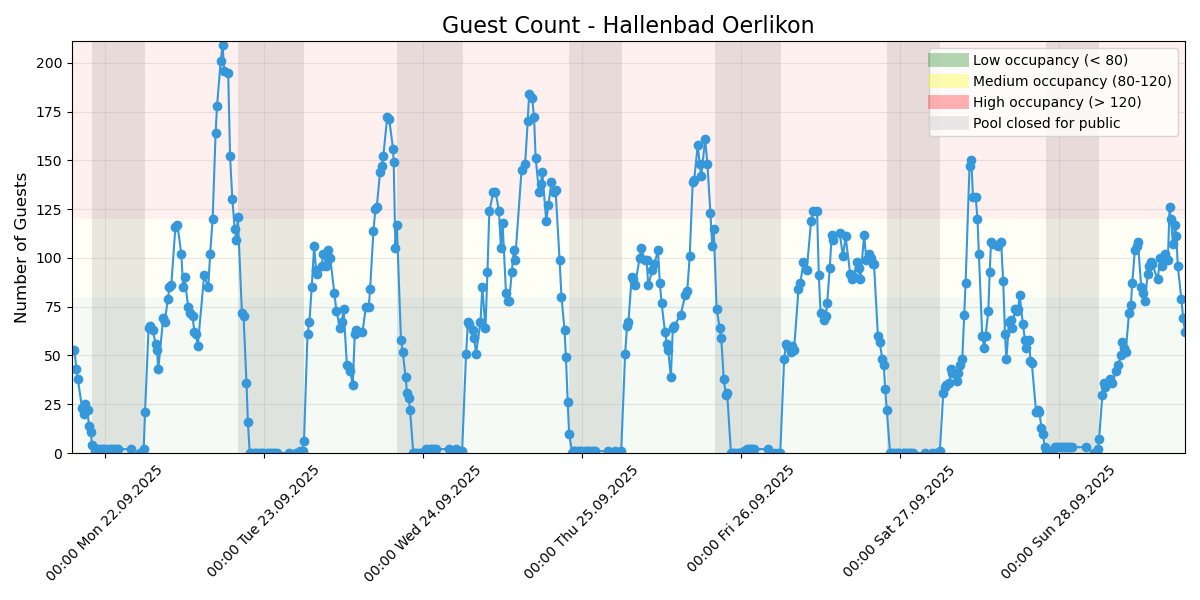 Guest Count - Hallenbad Oerlikon
Number of Guests
200
175
150
125
100
75
50
25
0
Low occupancy (< 80)
Medium occupancy (80-120)
High occupancy (> 120)
Pool closed for public
00:00 Mon 22.09.2025
00:00 Tue 23.09.2025
00:00 Wed 24.09.2025
00:00 Thu 25.09.2025
00:00 Fri 26.09.2025
00:00 Sat 27.09.2025
00:00 Sun 28.09.2025